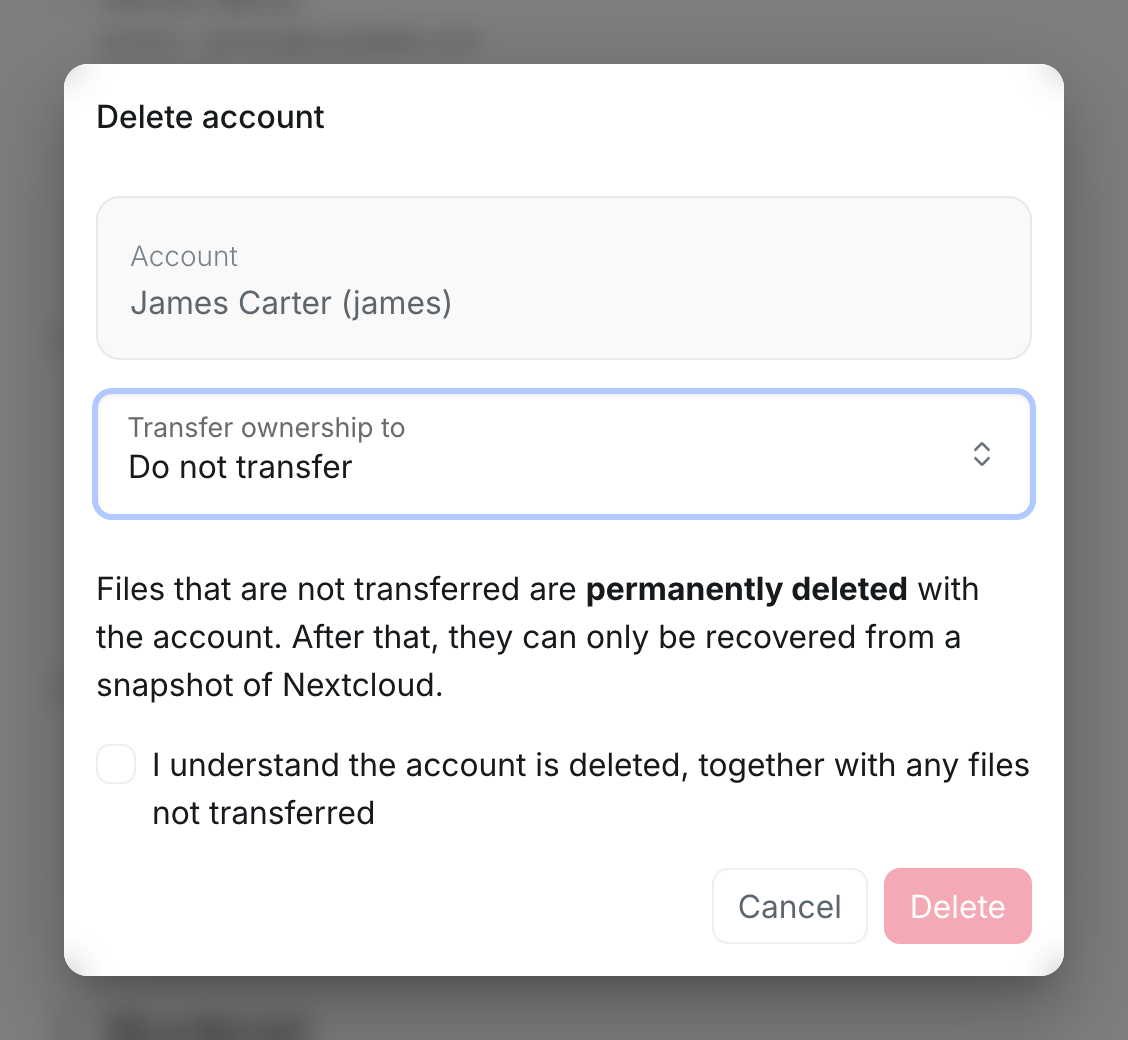 Delete account
Account
James Carter (james)
Transfer ownership to
Do not transfer
Files that are not transferred are permanently deleted with
the account. After that, they can only be recovered from a
snapshot of Nextcloud.
I understand the account is deleted, together with any files
not transferred
Cancel
Delete